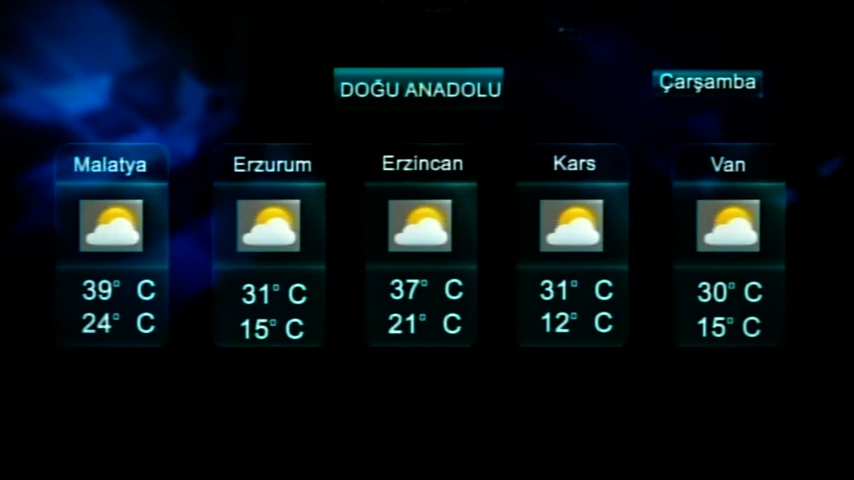 DOĞU ANADOLU
Çarşamba
Malatya
39° C
24° C
Erzurum
31° C
15° C
Erzincan
37° C
21° C
Kars
31° C
12° C
Van
30° C
15° C